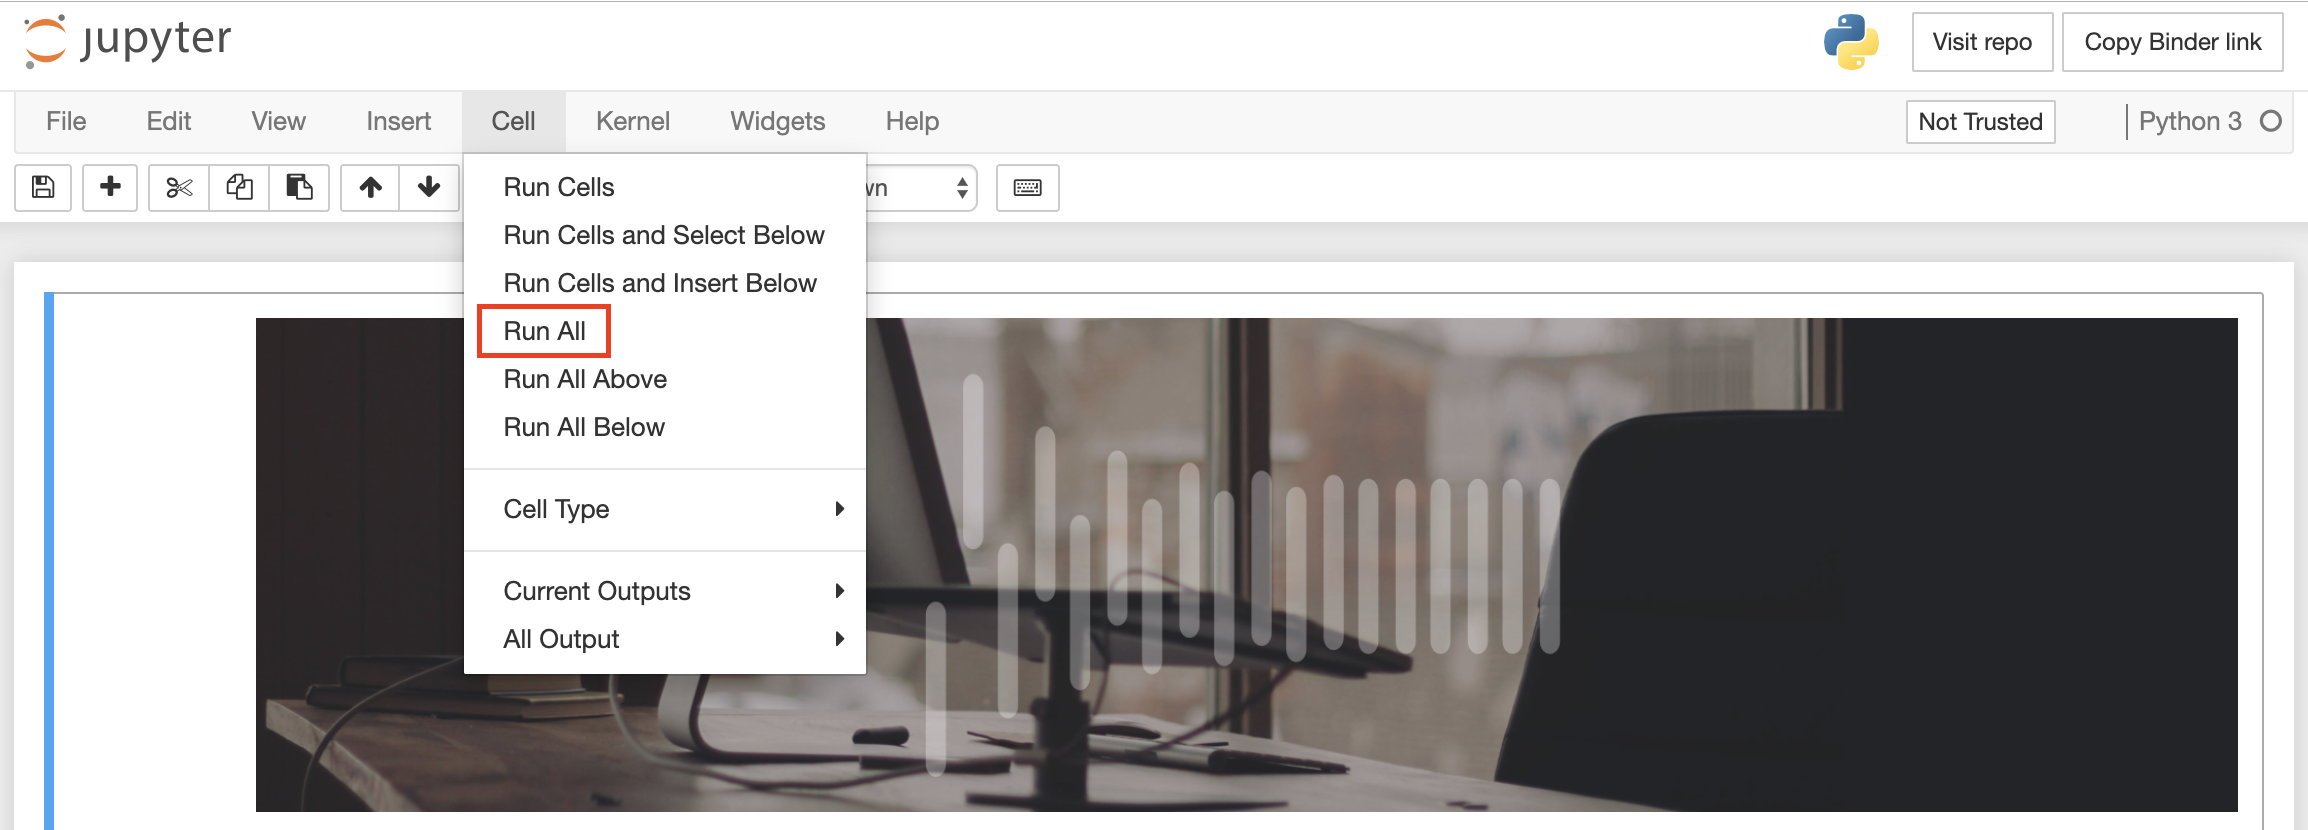 jupyter
Visit repo
Copy Binder link
File Edit View Insert Cell Kernel Widgets Help
Not Trusted
Python 3
wn
Run Cells
Run Cells and Select Below
Run Cells and Insert Below
Run All
Run All Above
Run All Below
Cell Type
Current Outputs
All Output